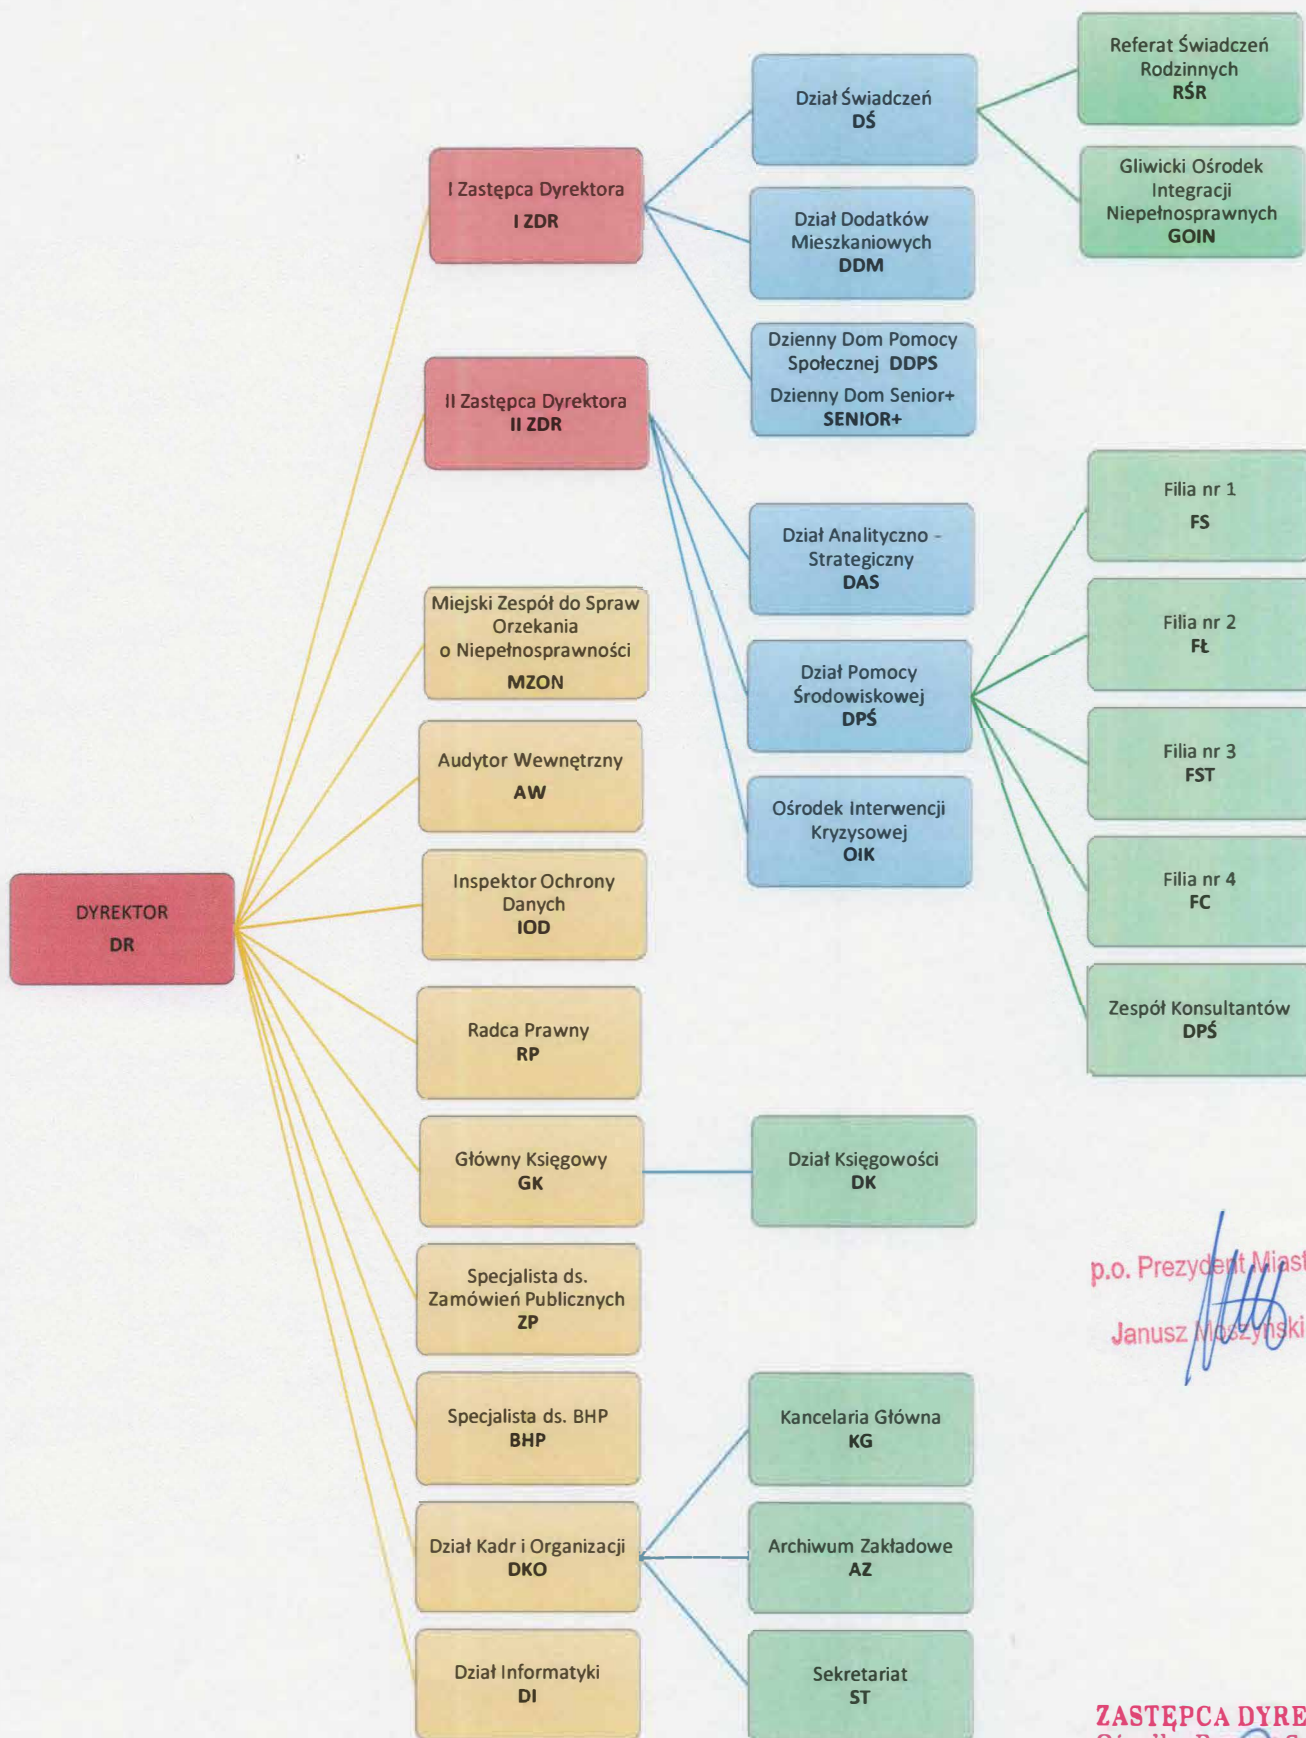 DYREKTOR
DR
I Zastępca Dyrektora
I ZDR
II Zastępca Dyrektora
II ZDR
Miejski Zespół do Spraw
Orzekania
o Niepełnosprawności
MZON
Audytor Wewnętrzny
AW
Inspektor Ochrony
Danych
IOD
Radca Prawny
RP
Główny Księgowy
GK
Specjalista ds.
Zamówień Publicznych
ZP
Specjalista ds. BHP
BHP
Dział Kadr i Organizacji
DKO
Dział Informatyki
DI
Dział Świadczeń
DŚ
Dział Dodatków
Mieszkaniowych
DDM
Dzienny Dom Pomocy
Społecznej DDPS
Dzienny Dom Senior+
SENIOR+
Dział Analityczno -
Strategiczny
DAS
Dział Pomocy
Środowiskowej
DPŚ
Ośrodek Interwencji
Kryzysowej
OIK
Dział Księgowości
DK
Kancelaria Główna
KG
Archiwum Zakładowe
AZ
Sekretariat
ST
Referat Świadczeń
Rodzinnych
RŚR
Gliwicki Ośrodek
Integracji
Niepełnosprawnych
GOIN
Filia nr 1
FS
Filia nr 2
FŁ
Filia nr 3
FST
Filia nr 4
FC
Zespół Konsultantów
DPŚ
p.o. Prezydent Miast
Janusz Moszyński
ZASTĘPCA DYRE